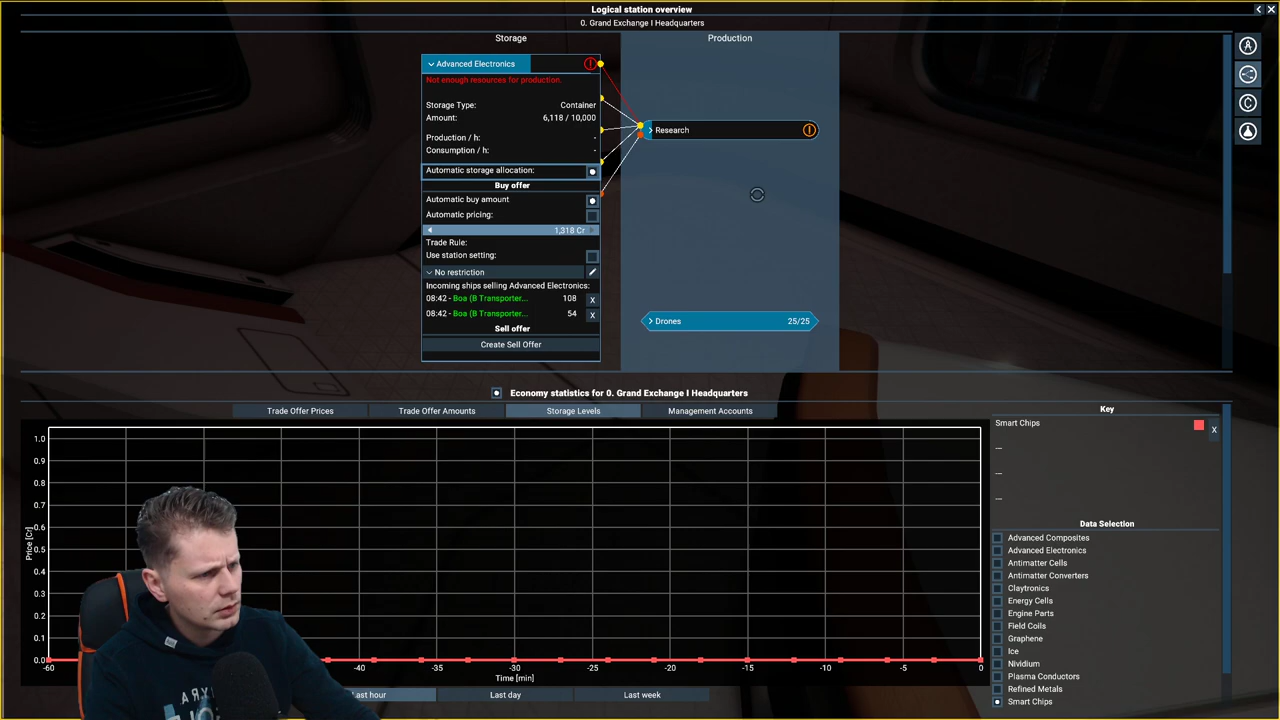 Logical station overview
0. Grand Exchange I Headquarters
Storage
Production
Advanced Electronics
Not enough resources for production.
Storage Type: Container
Amount: 6,118 / 10,000
Production / h: -
Consumption / h: -
Automatic storage allocation:
Buy offer
Automatic buy amount
Automatic pricing:
1,318 Cr
Trade Rule:
Use station setting:
No restriction
Incoming ships selling Advanced Electronics:
08:42 - Boa (B Transporter... 108 X
08:42 - Boa (B Transporter... 54 X
Sell offer
Create Sell Offer
Research
Drones 25/25
Economy statistics for 0. Grand Exchange I Headquarters
Trade Offer Prices
Trade Offer Amounts
Storage Levels
Management Accounts
Price [Cr]
1.0
0.9
0.8
0.7
0.6
0.5
0.4
0.3
0.2
0.1
0.0
-60 -40 -35 -30 -25 -20 -15 -10 -5 0
Time [min]
Last hour
Last day
Last week
Key
Smart Chips X
—
—
—
Data Selection
Advanced Composites
Advanced Electronics
Antimatter Cells
Antimatter Converters
Claytronics
Energy Cells
Engine Parts
Field Coils
Graphene
Ice
Nividium
Plasma Conductors
Refined Metals
Smart Chips